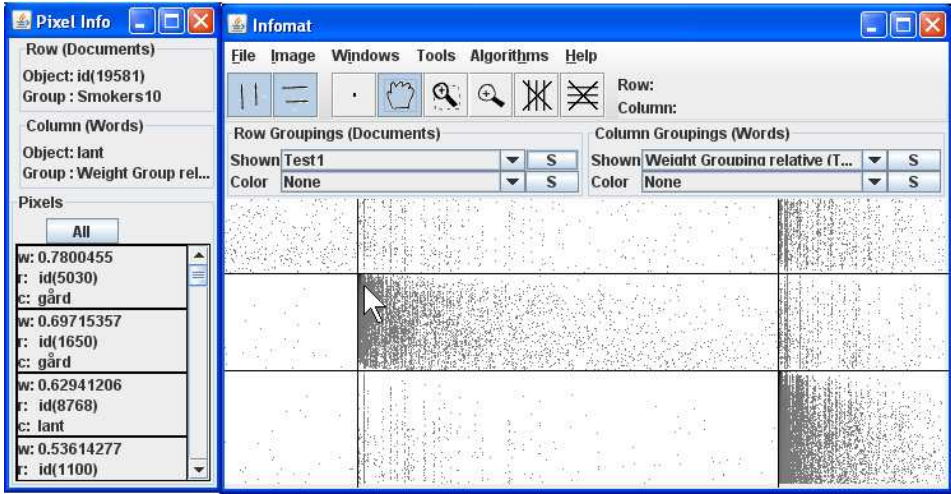 Pixel Info
Row (Documents)
Object: id(19581)
Group : Smokers10
Column (Words)
Object: lant
Group : Weight Group rel...
Pixels
All
w: 0.7800455
r: id(5030)
c: gård
w: 0.69715357
r: id(1650)
c: gård
w: 0.62941206
r: id(8768)
c: lant
w: 0.53614277
r: id(1100)
Infomat
File Image Windows Tools Algorithms Help
Row:
Column:
Row Groupings (Documents)
Shown Test1 S
Color None S
Column Groupings (Words)
Shown Weight Grouping relative (T... S
Color None S